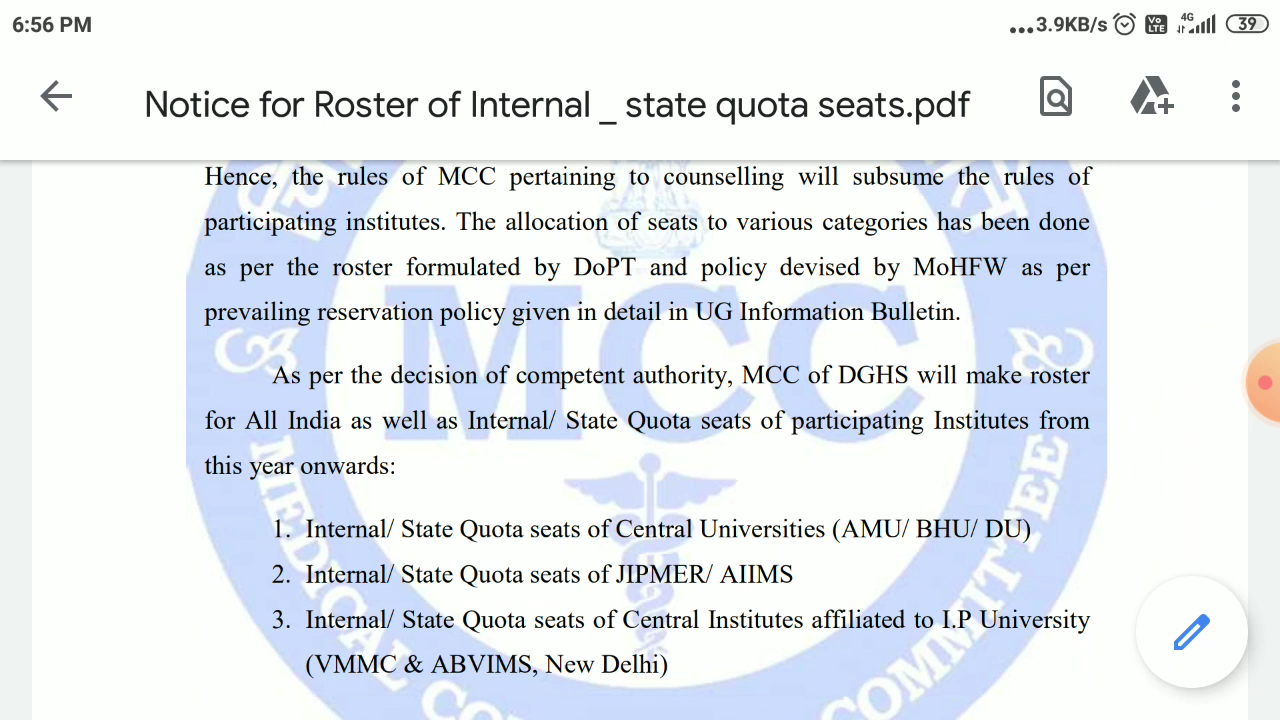 6:56 PM
...3.9KB/s Vo LTE 4G 39
Notice for Roster of Internal _ state quota seats.pdf
Hence, the rules of MCC pertaining to counselling will subsume the rules of
participating institutes. The allocation of seats to various categories has been done
as per the roster formulated by DoPT and policy devised by MoHFW as per
prevailing reservation policy given in detail in UG Information Bulletin.
As per the decision of competent authority, MCC of DGHS will make roster
for All India as well as Internal/ State Quota seats of participating Institutes from
this year onwards:
1. Internal/ State Quota seats of Central Universities (AMU/ BHU/ DU)
2. Internal/ State Quota seats of JIPMER/ AIIMS
3. Internal/ State Quota seats of Central Institutes affiliated to I.P University
(VMMC & ABVIMS, New Delhi)
MCC
MEDICAL
COMMITTEE